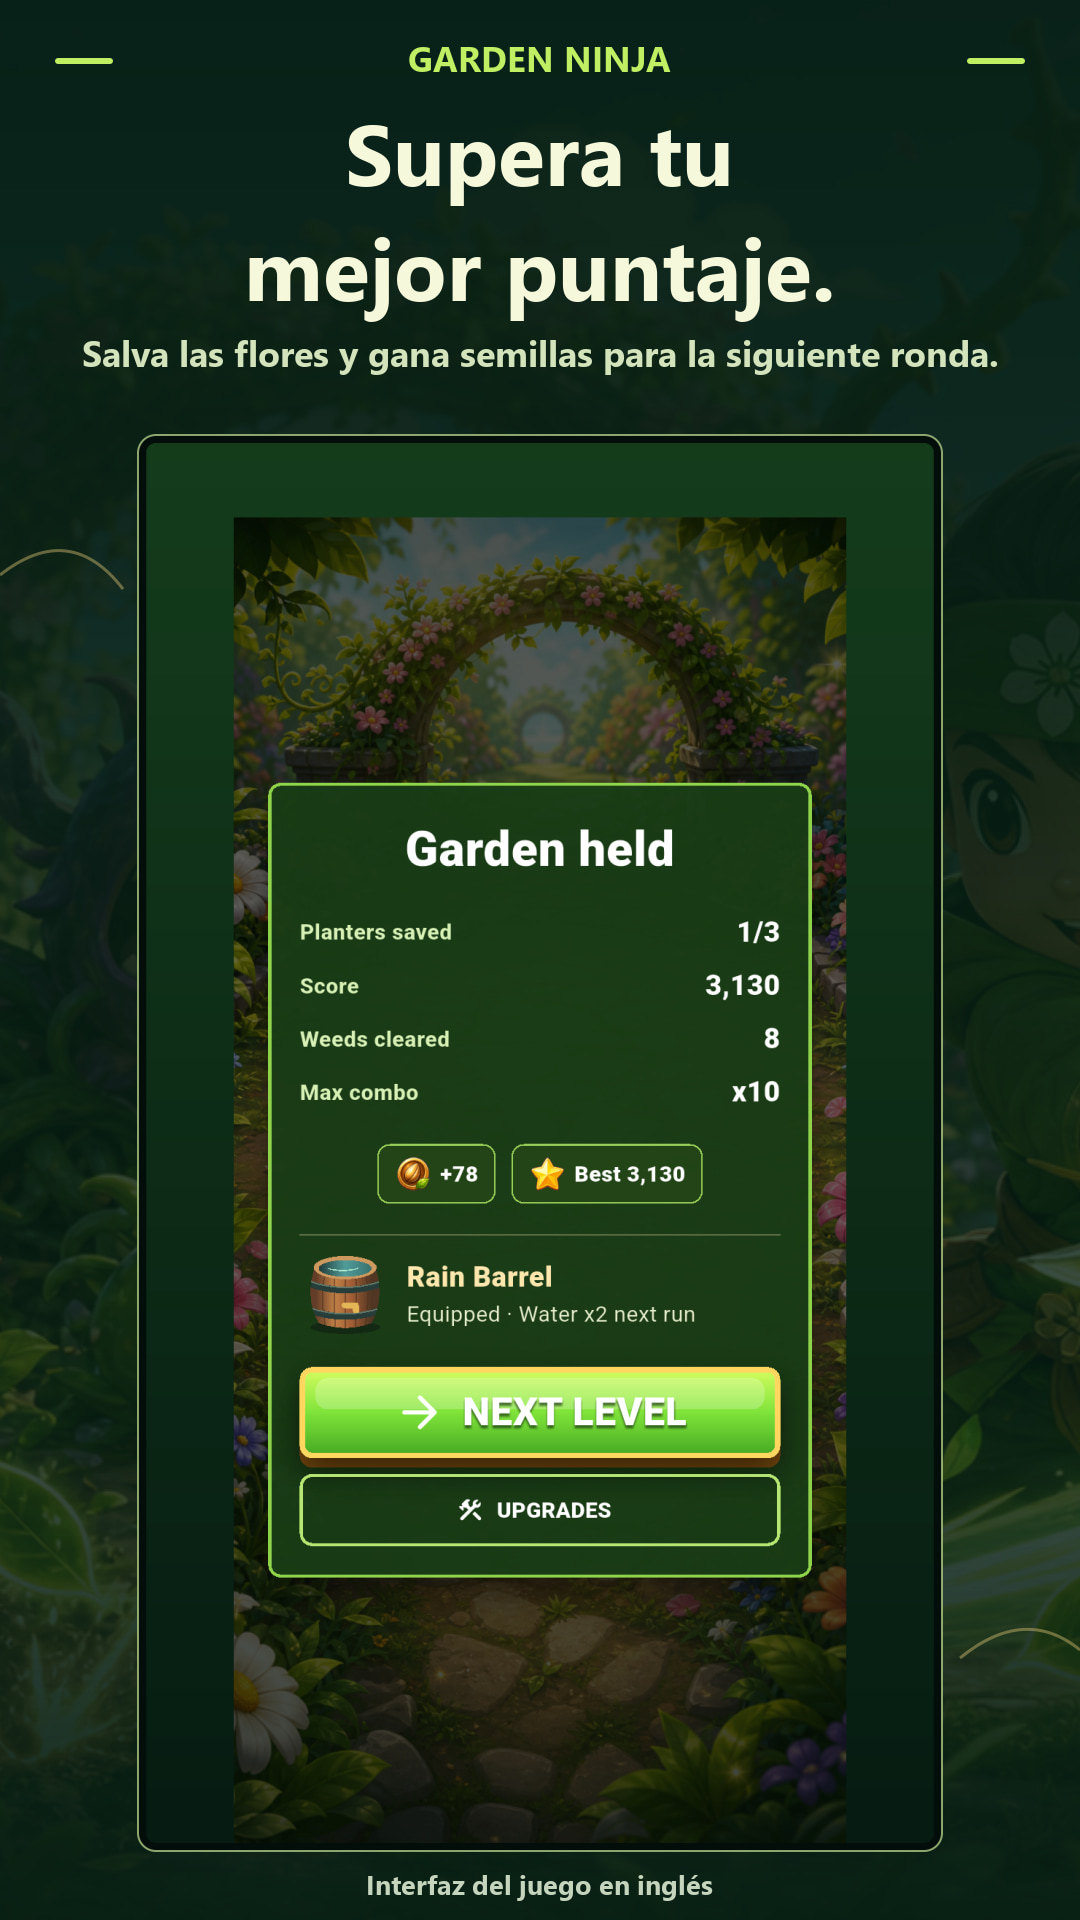 GARDEN NINJA
Supera tu
mejor puntaje.
Salva las flores y gana semillas para la siguiente ronda.
Garden held
Planters saved 1/3
Score 3,130
Weeds cleared 8
Max combo x10
+78 Best 3,130
Rain Barrel
Equipped · Water x2 next run
NEXT LEVEL
UPGRADES
Interfaz del juego en inglés